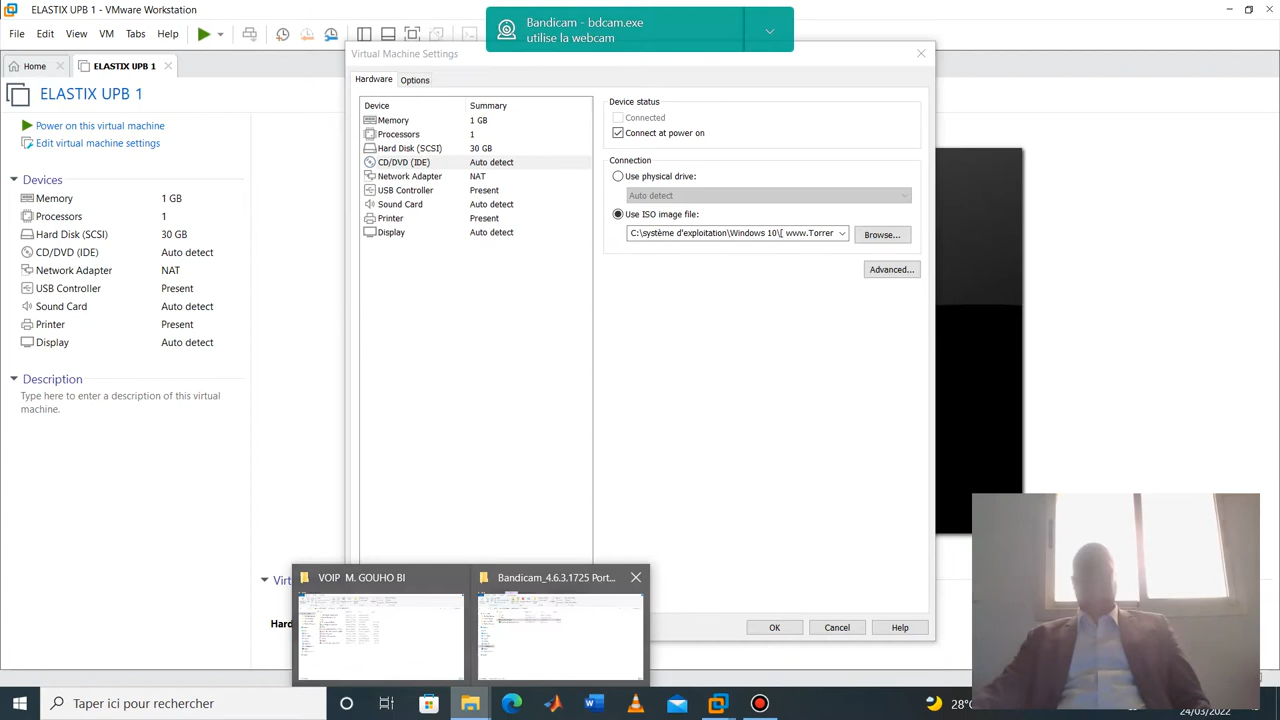 ELASTIX UPB 1 - VMware Workstation
Bandicam - bdcam.exe
utilise la webcam
File Edit View VM Tabs Help
Home
ELASTIX UPB 1
ELASTIX UPB 1
Power on this virtual machine
Edit virtual machine settings
Devices
Memory 1 GB
Processors 1
Hard Disk (SCSI) 30 GB
CD/DVD (IDE) Auto detect
Network Adapter NAT
USB Controller Present
Sound Card Auto detect
Printer Present
Display Auto detect
Description
Type here to enter a description of this virtual
machine.
Virtual Machine Settings
Hardware Options
Device Summary
Memory 1 GB
Processors 1
Hard Disk (SCSI) 30 GB
CD/DVD (IDE) Auto detect
Network Adapter NAT
USB Controller Present
Sound Card Auto detect
Printer Present
Display Auto detect
Device status
Connected
Connect at power on
Connection
Use physical drive:
Auto detect
Use ISO image file:
C:\système d'exploitation\Windows 10\[ www.Torrer
Browse...
Advanced...
Cancel Help
Virt
Hard
VOIP M. GOUHO BI
Bandicam_4.6.3.1725 Port...
Taper ici pour rechercher
28°
24/03/2022